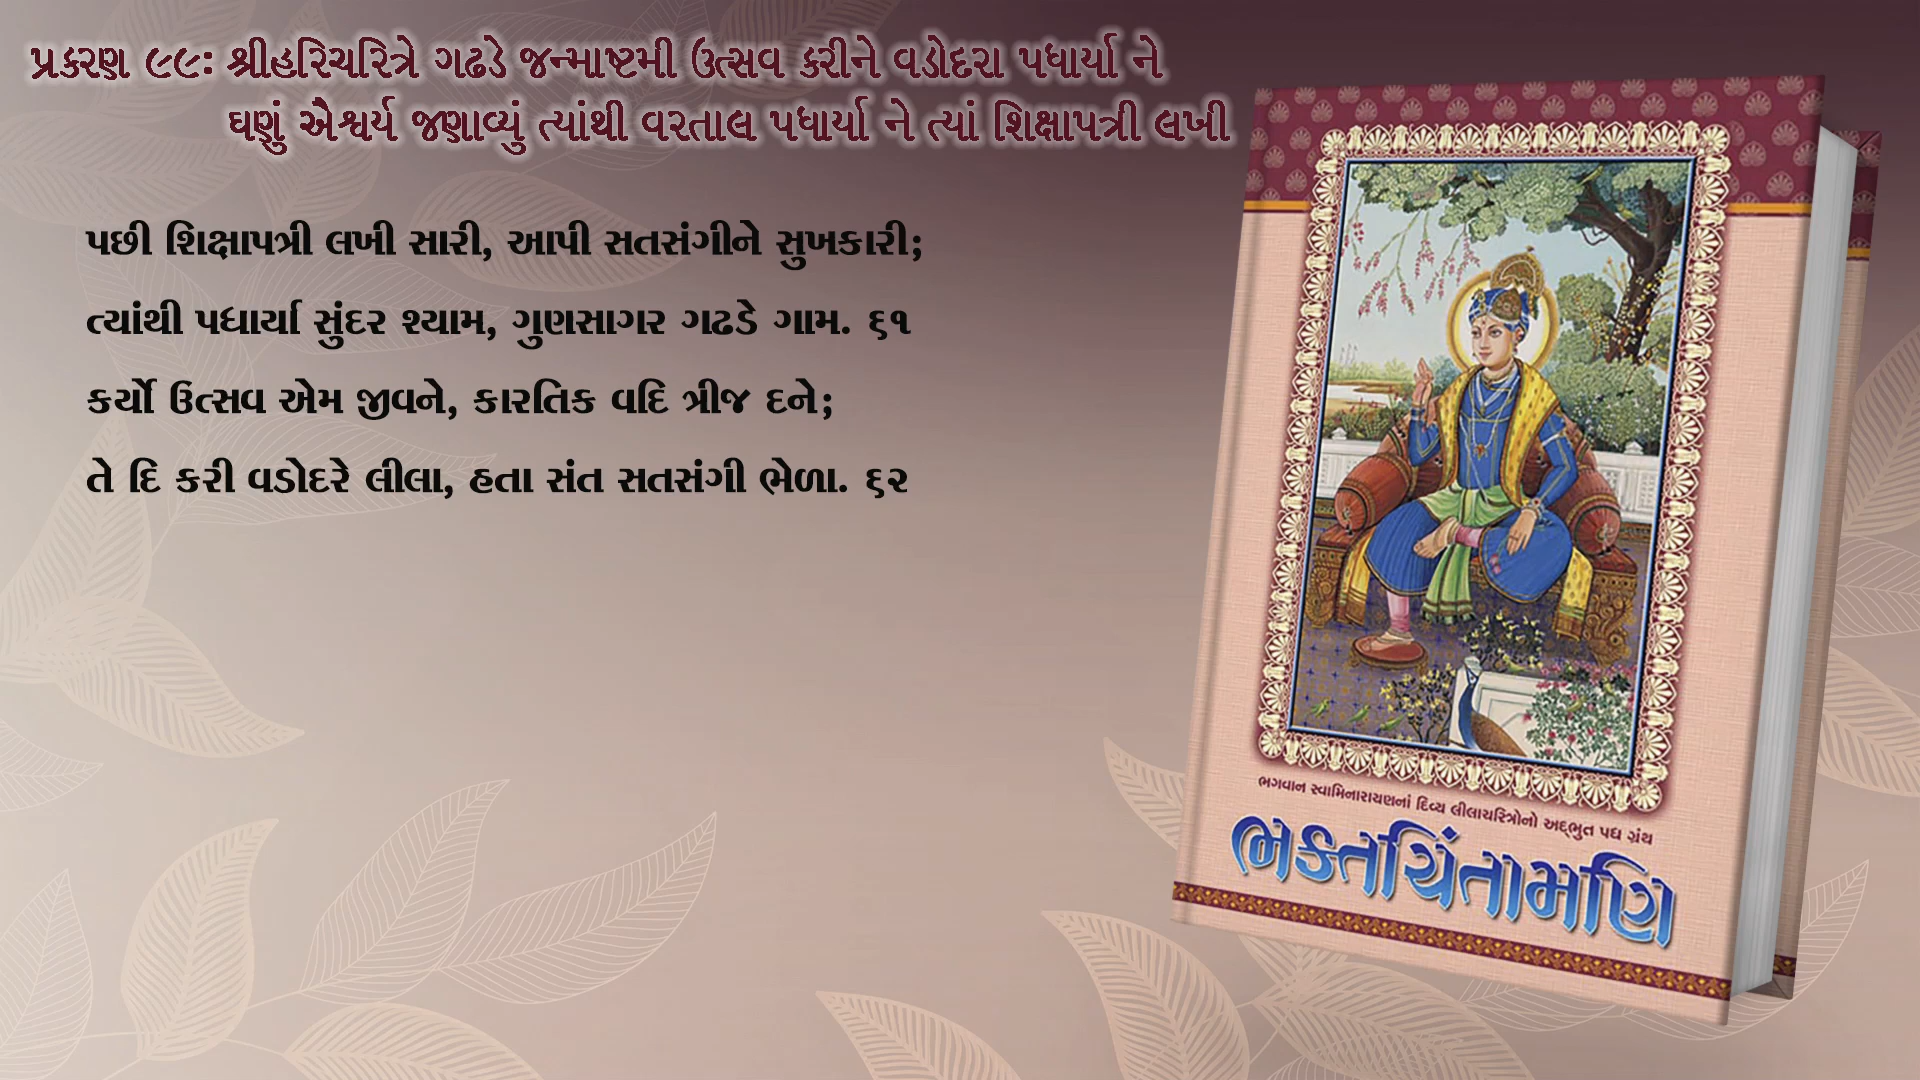 પ્રકરણ ૯૯: શ્રીહરિચરિત્રે ગઢડે જન્માષ્ટમી ઉત્સવ કરીને વડોદરા પધાર્યા ને
ઘણું ઐશ્વર્ય જણાવ્યું ત્યાંથી વરતાલ પધાર્યા ને ત્યાં શિક્ષાપત્રી લખી
પછી શિક્ષાપત્રી લખી સારી, આપી સતસંગીને સુખકારી;
ત્યાંથી પધાર્યા સુંદર શ્યામ, ગુણસાગર ગઢડે ગામ. ૬૧
કર્યો ઉત્સવ એમ જીવને, કારતિક વદિ ત્રીજ દને;
તે દિ કરી વડોદરે લીલા, હતા સંત સતસંગી ભેળા. ૬૨
ભગવાન સ્વામિનારાયણનાં દિવ્ય લીલાચરિત્રોનો અદ્ભુત પદ્ય ગ્રંથ
ભક્તચિંતામણિ